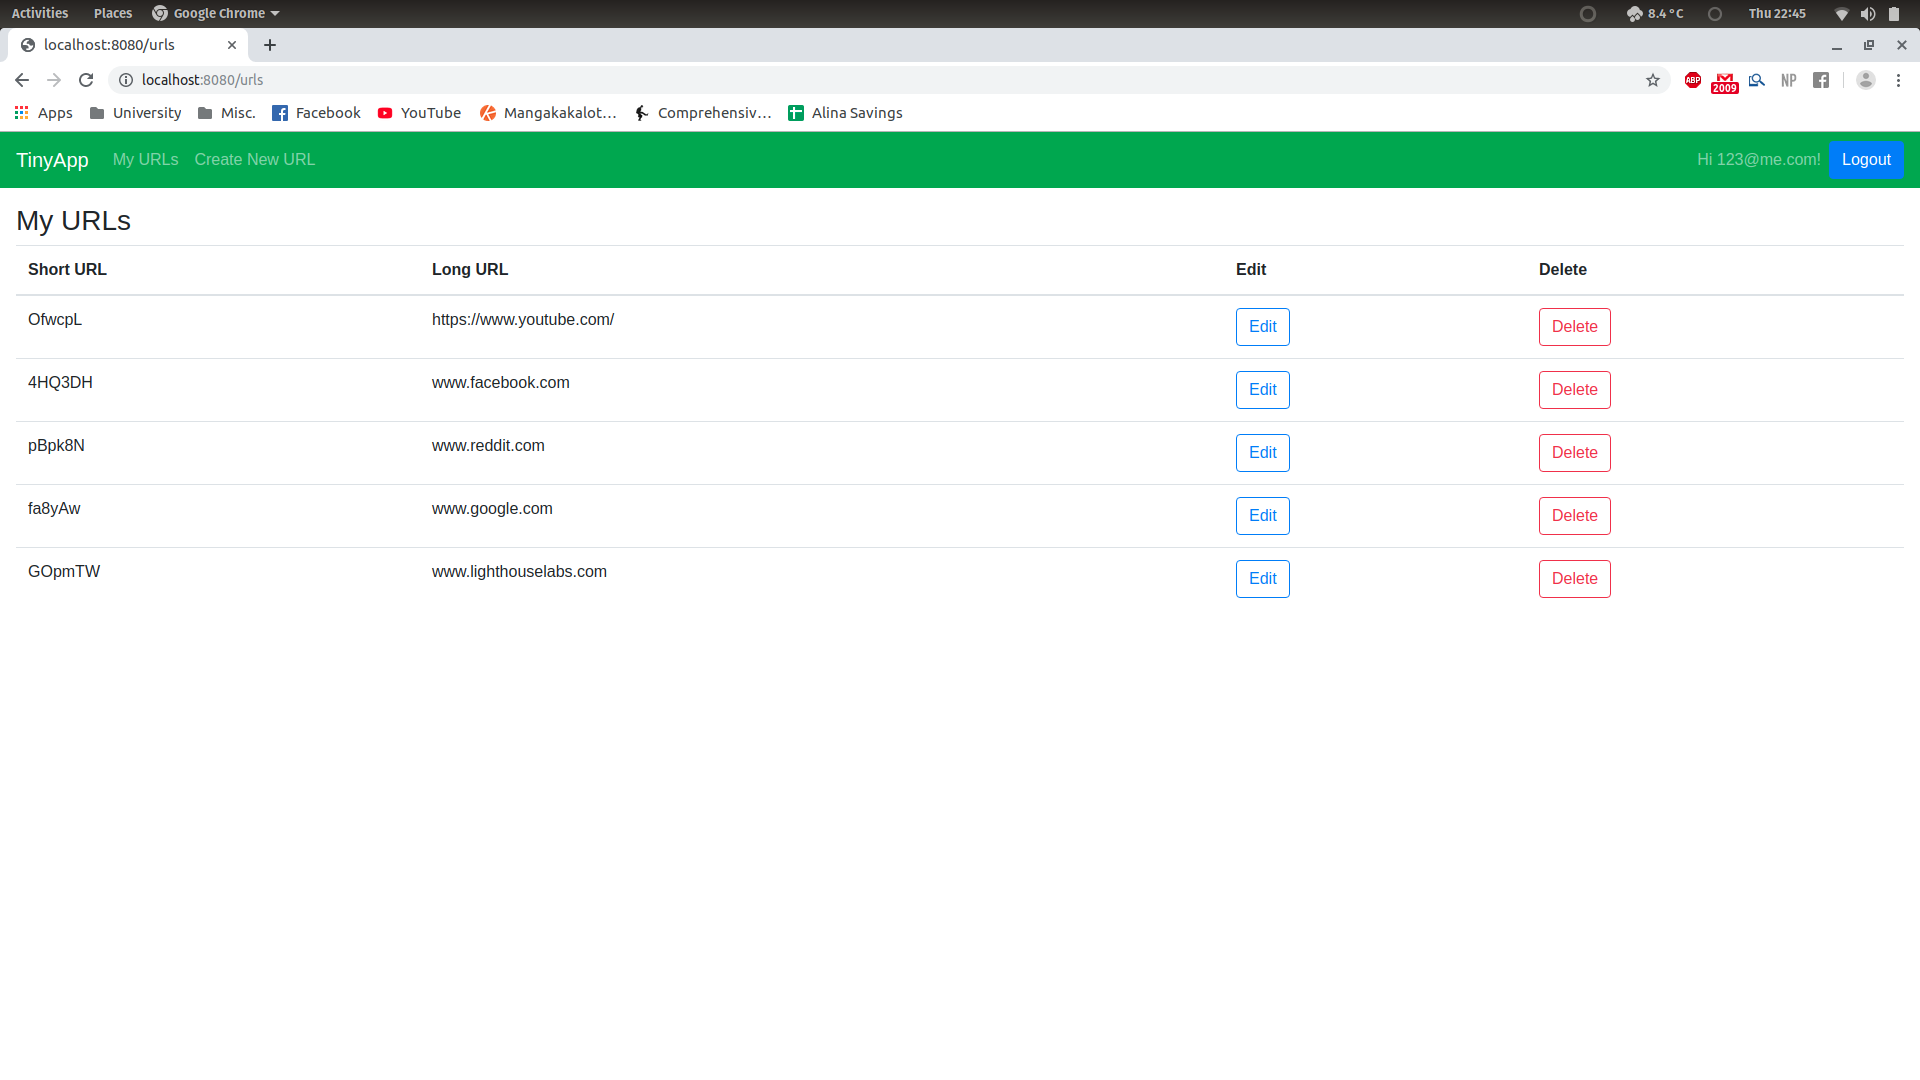 Activities Places Google Chrome 8.4 °C Thu 22:45
localhost:8080/urls
localhost:8080/urls ABP 2009 NP
Apps University Misc. Facebook YouTube Mangakakalot... Comprehensiv... Alina Savings
TinyApp My URLs Create New URL Hi 123@me.com! Logout
My URLs
Short URL Long URL Edit Delete
OfwcpL https://www.youtube.com/ Edit Delete
4HQ3DH www.facebook.com Edit Delete
pBpk8N www.reddit.com Edit Delete
fa8yAw www.google.com Edit Delete
GOpmTW www.lighthouselabs.com Edit Delete